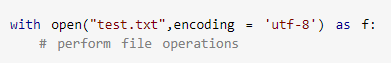 with open("test.txt",encoding = 'utf-8') as f:
    # perform file operations